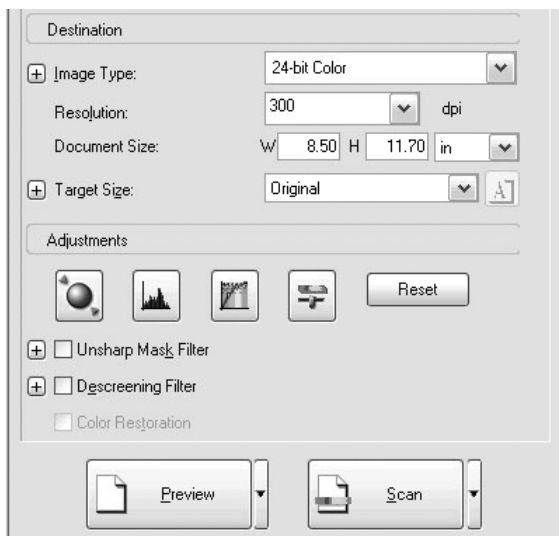 Destination
Image Type: 24-bit Color
Resolution: 300 dpi
Document Size: W 8.50 H 11.70 in
Target Size: Original A
Adjustments
Reset
Unsharp Mask Filter
Descreening Filter
Color Restoration
Preview Scan